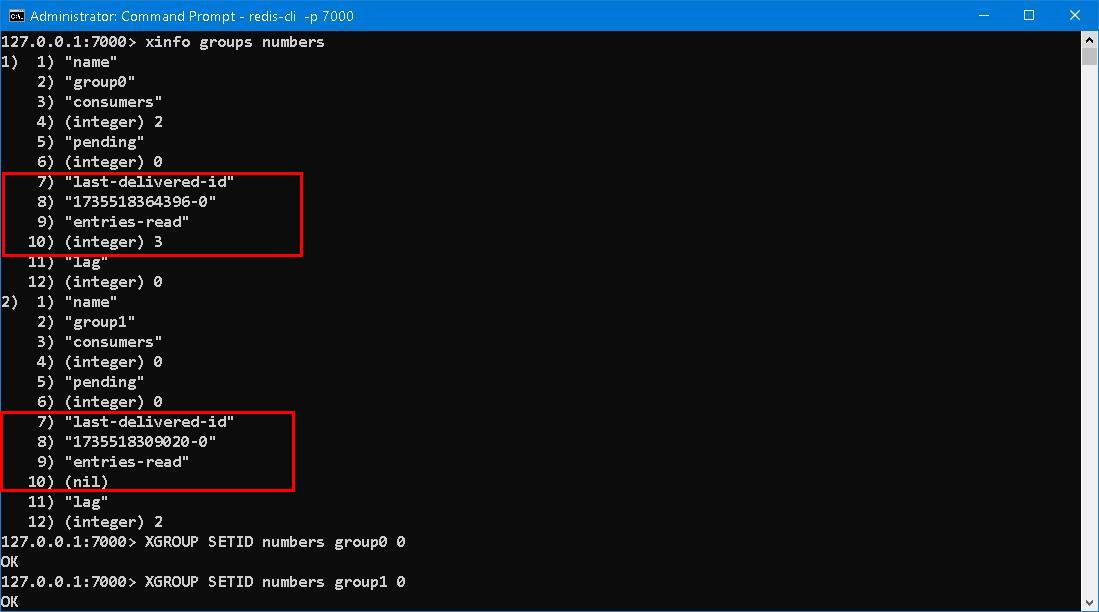 Administrator: Command Prompt - redis-cli -p 7000
127.0.0.1:7000> xinfo groups numbers
1) 1) "name"
2) "group0"
3) "consumers"
4) (integer) 2
5) "pending"
6) (integer) 0
7) "last-delivered-id"
8) "1735518364396-0"
9) "entries-read"
10) (integer) 3
11) "lag"
12) (integer) 0
2) 1) "name"
2) "group1"
3) "consumers"
4) (integer) 0
5) "pending"
6) (integer) 0
7) "last-delivered-id"
8) "1735518309020-0"
9) "entries-read"
10) (nil)
11) "lag"
12) (integer) 2
127.0.0.1:7000> XGROUP SETID numbers group0 0
OK
127.0.0.1:7000> XGROUP SETID numbers group1 0
OK